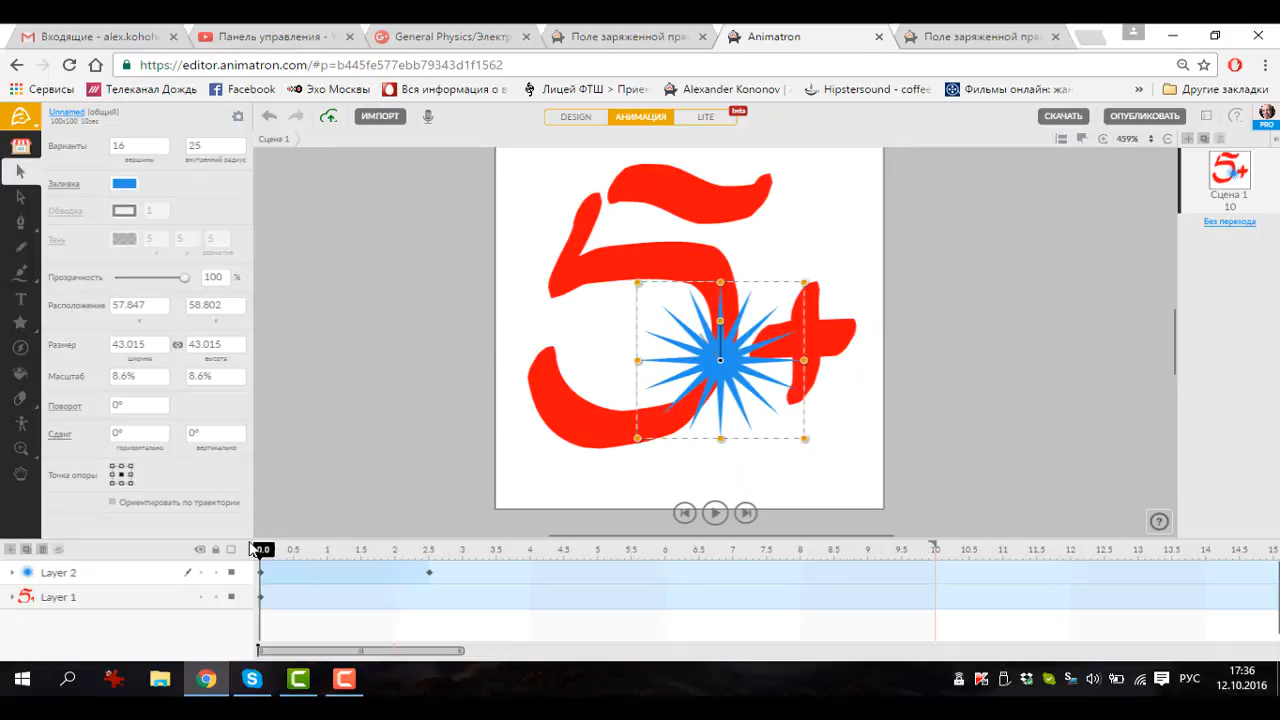 Входящие - alex.kohoh
Панель управления - Y
General Physics/Электр
Поле заряженной пря
Animatron
Поле заряженной пря
https://editor.animatron.com/#p=b445fe577ebb79343d1f1562
Сервисы
Телеканал Дождь
Facebook
Эхо Москвы
Вся информация о в
Лицей ФТШ > Прием
Alexander Kononov
Hipstersound - coffee
Фильмы онлайн: жан
»
Другие закладки
Unnamed (общий)
100x100 10sec
ИМПОРТ
DESIGN
АНИМАЦИЯ
LITE
beta
СКАЧАТЬ
ОПУБЛИКОВАТЬ
PRO
Сцена 1
459%
Варианты 16 25
вершины внутренний радиус
Заливка
Обводка 1
Тень 5 5 5
x y размытие
Прозрачность 100 %
Расположение 57.847 58.802
x y
Размер 43.015 43.015
ширина высота
Масштаб 8.6% 8.6%
Поворот 0°
Сдвиг 0° 0°
горизонтально вертикально
Точка опоры
Ориентировать по траектории
5+
5+
Сцена 1
10
Без перехода
0.0 0.5 1 1.5 2 2.5 3 3.5 4 4.5 5 5.5 6 6.5 7 7.5 8 8.5 9 9.5 10 10.5 11 11.5 12 12.5 13 13.5 14 14.5 15
Layer 2
Layer 1
РУС
17:36
12.10.2016